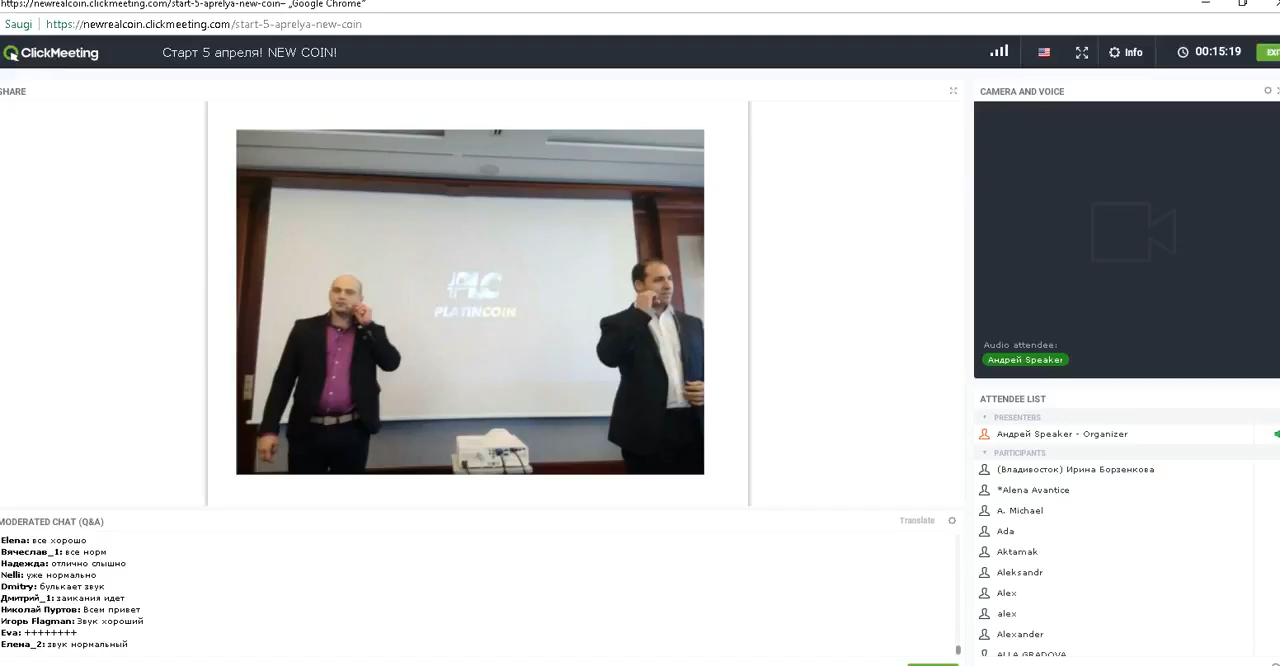 https://newrealcoin.clickmeeting.com/start-5-aprelya-new-coin– „Google Chrome“
Saugi | https://newrealcoin.clickmeeting.com/start-5-aprelya-new-coin
ClickMeeting
Старт 5 апреля! NEW COIN!
Info
00:15:19
SHARE
PLATINCOIN
CAMERA AND VOICE
Audio attendee:
Андрей Speaker
ATTENDEE LIST
PRESENTERS
Андрей Speaker - Organizer
PARTICIPANTS
(Владивосток) Ирина Борзенкова
*Alena Avantice
A. Michael
Ada
Aktamak
Aleksandr
Alex
alex
Alexander
ALLA GRADOVA
MODERATED CHAT (Q&A)
Translate
Elena: все хорошо
Вячеслав_1: все норм
Надежда: отлично слышно
Nelli: уже нормально
Dmitry: булькает звук
Дмитрий_1: заикания идет
Николай Пуртов: Всем привет
Игорь Flagman: Звук хороший
Eva: ++++++++
Елена_2: звук нормальный